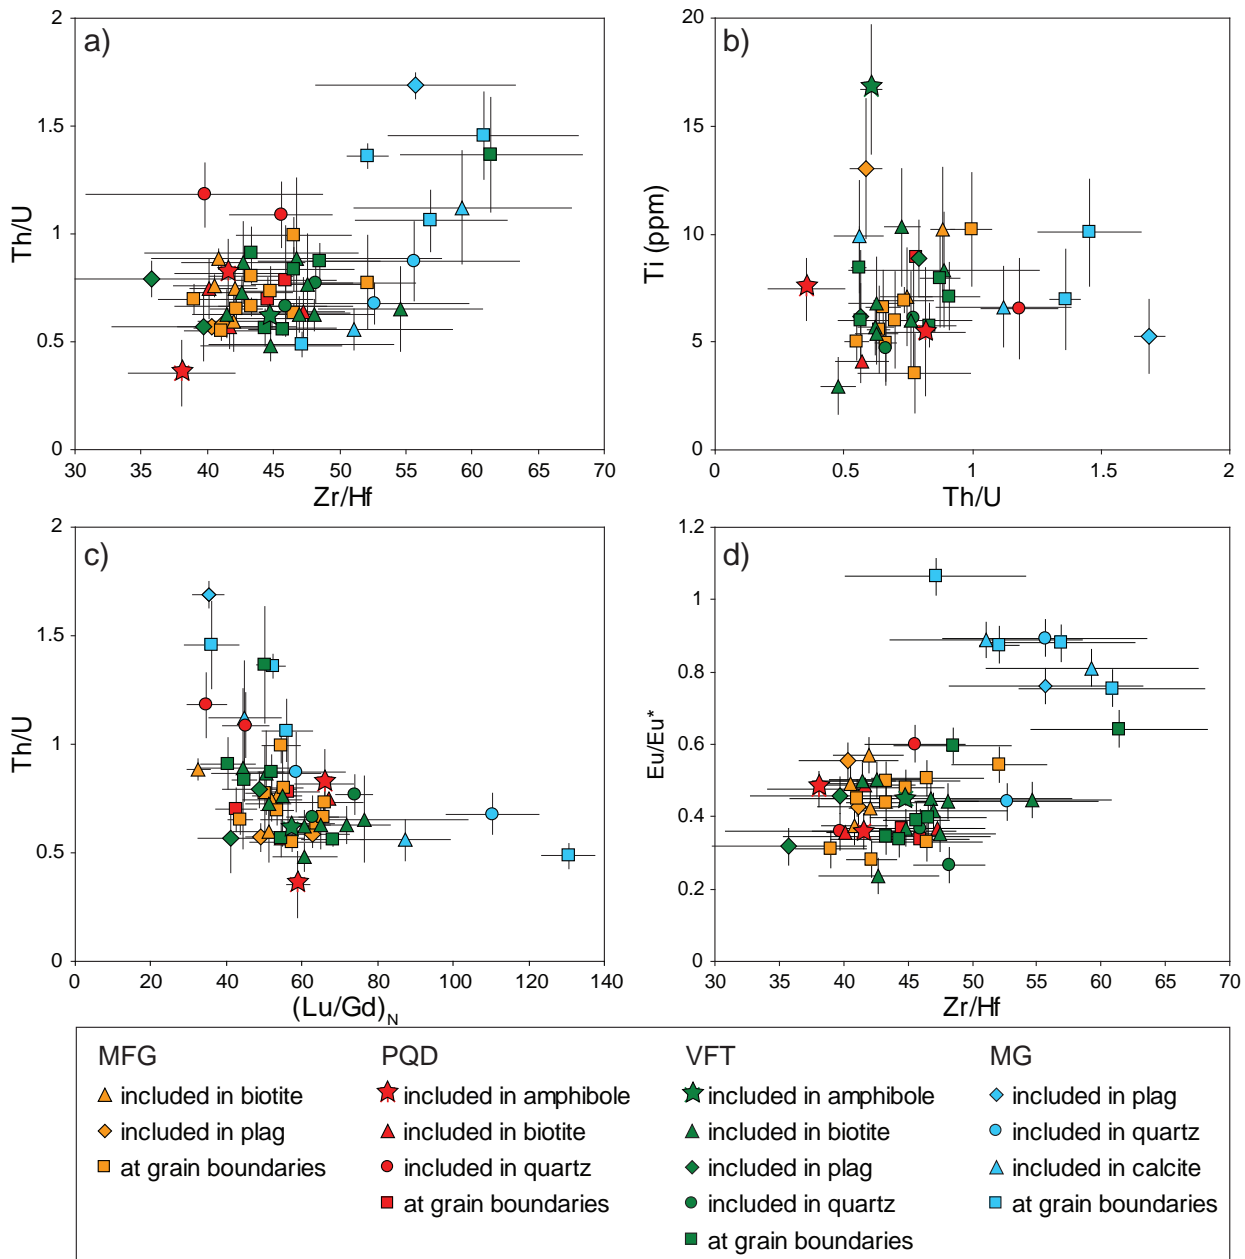 a)
2
1.5
1
0.5
0
Th/U
30 35 40 45 50 55 60 65 70
Zr/Hf
b)
20
15
10
5
0
Ti (ppm)
0 0.5 1 1.5 2
Th/U
c)
2
1.5
1
0.5
0
Th/U
0 20 40 60 80 100 120 140
(Lu/Gd)N
d)
1.2
1
0.8
0.6
0.4
0.2
0
Eu/Eu*
30 35 40 45 50 55 60 65 70
Zr/Hf
MFG
included in biotite
included in plag
at grain boundaries
PQD
included in amphibole
included in biotite
included in quartz
at grain boundaries
VFT
included in amphibole
included in biotite
included in plag
included in quartz
at grain boundaries
MG
included in plag
included in quartz
included in calcite
at grain boundaries